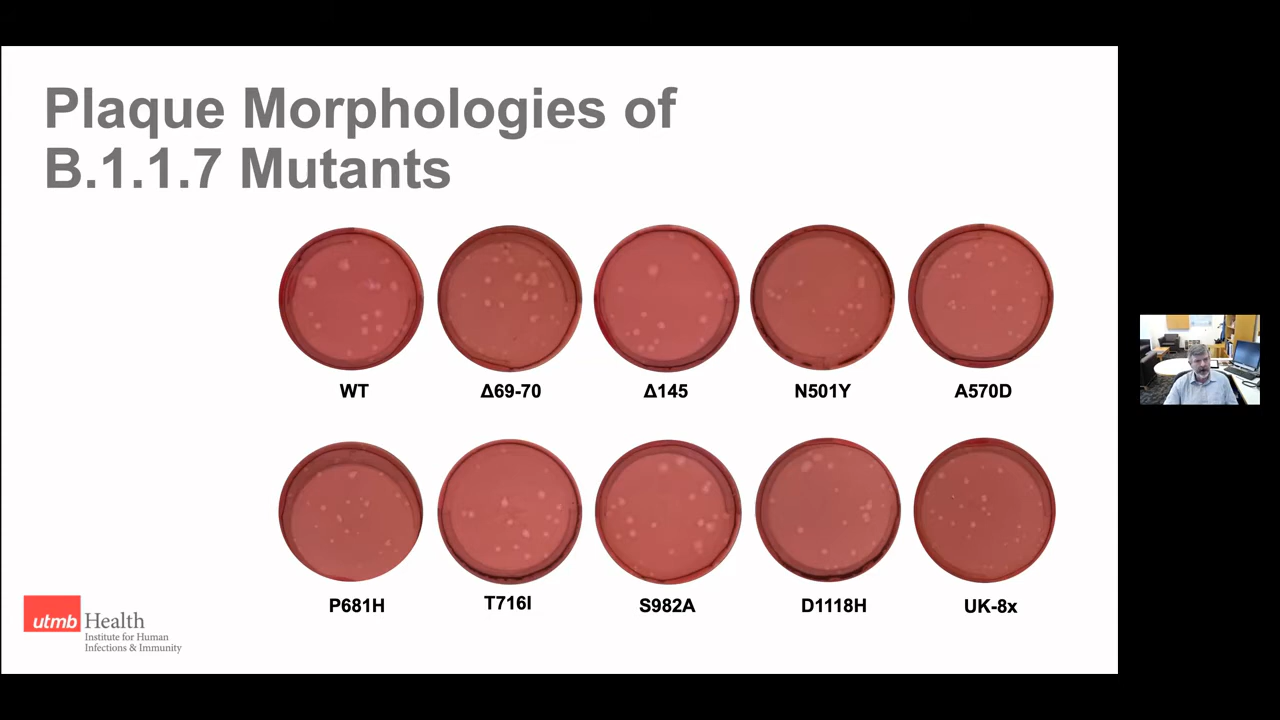 Plaque Morphologies of
B.1.1.7 Mutants
WT
Δ69-70
Δ145
N501Y
A570D
P681H
T716I
S982A
D1118H
UK-8x
utmb Health
Institute for Human
Infections & Immunity